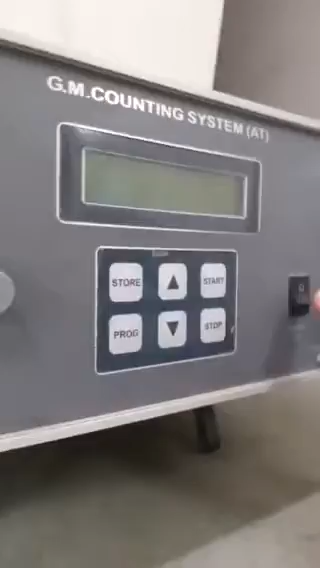 G.M.COUNTING SYSTEM (AT)
STORE ▲ START
PROG ▼ STOP